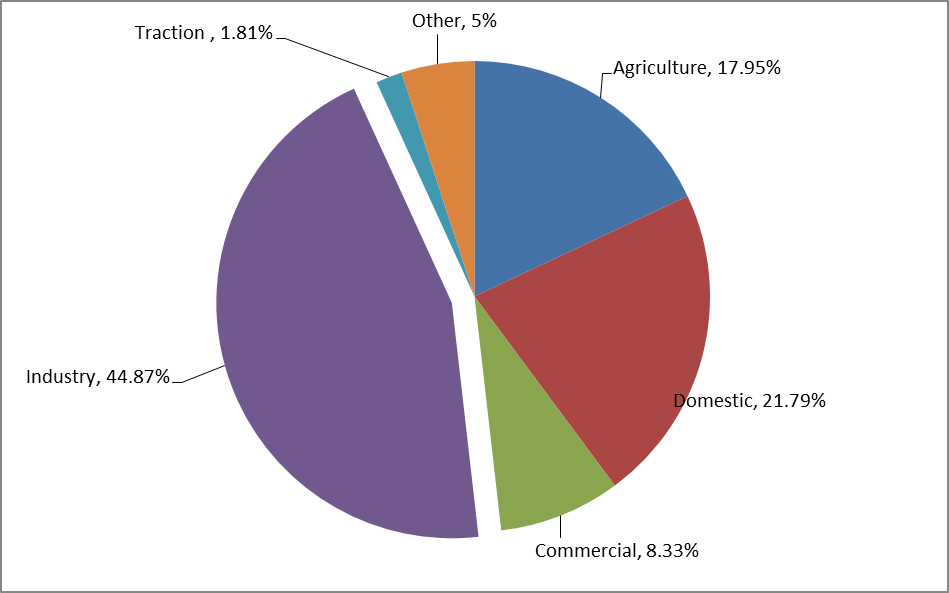 Other, 5%
Traction , 1.81%
Agriculture, 17.95%
Industry, 44.87%
Domestic, 21.79%
Commercial, 8.33%